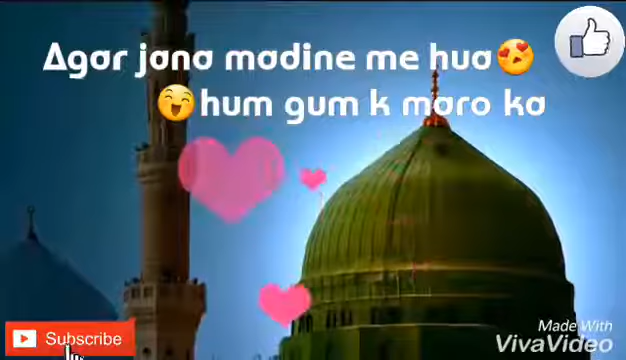 Agar jana madine me hua😍
😄hum gum k maro ka
Subscribe
Made With
VivaVideo